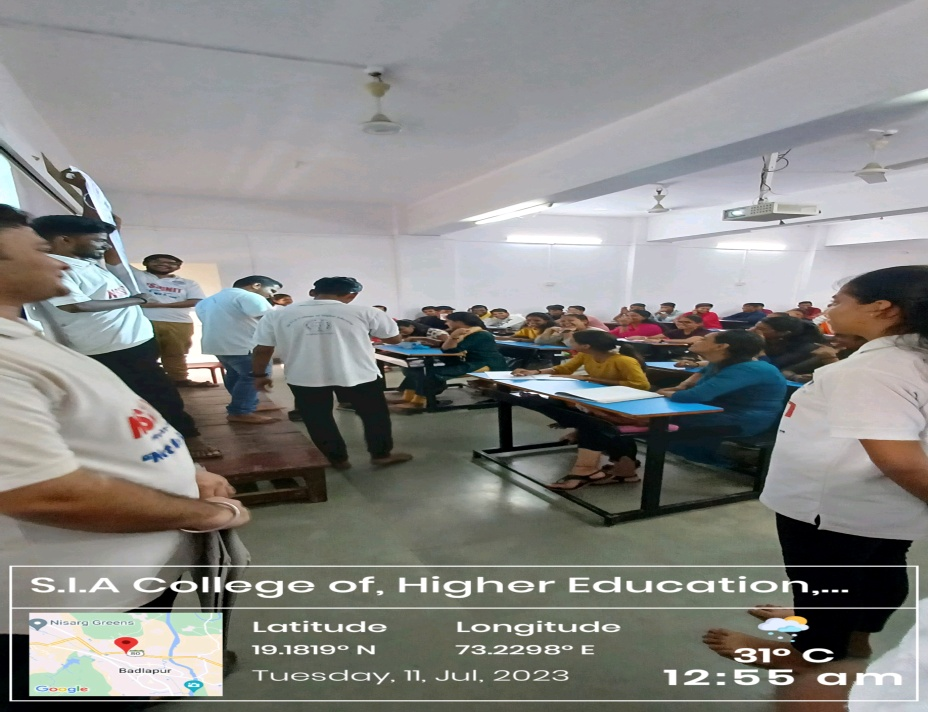 S.I.A College of, Higher Education,...
Nisarg Greens
Badlapur
Google
Latitude
19.1819° N
Longitude
73.2298° E
Tuesday, 11, Jul, 2023
31° C
12:55 am